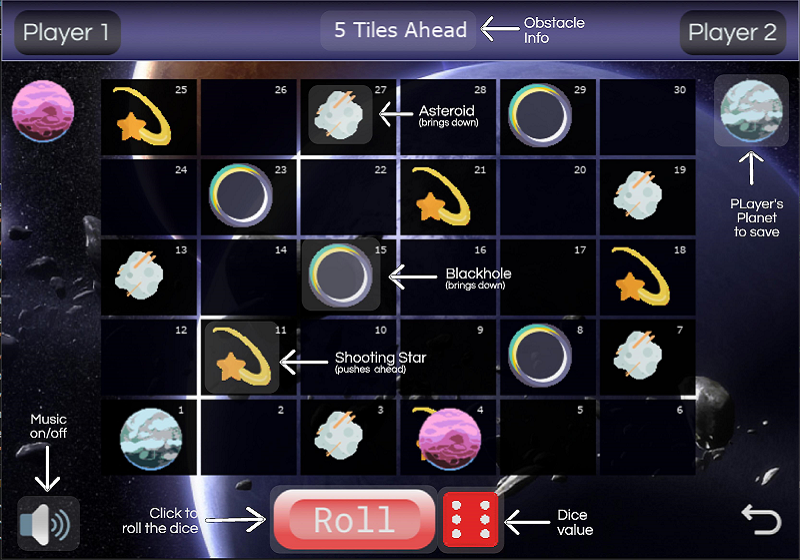 Player 1
5 Tiles Ahead
Obstacle
Info
Player 2
25
26
27
28
29
30
Asteroid
(brings down)
24
23
22
21
20
19
PLayer's
Planet
to save
13
14
15
16
17
18
Blackhole
(brings down)
12
11
10
9
8
7
Shooting Star
(pushes ahead)
1
2
3
4
5
6
Music
on/off
Click to
roll the dice
Roll
Dice
value